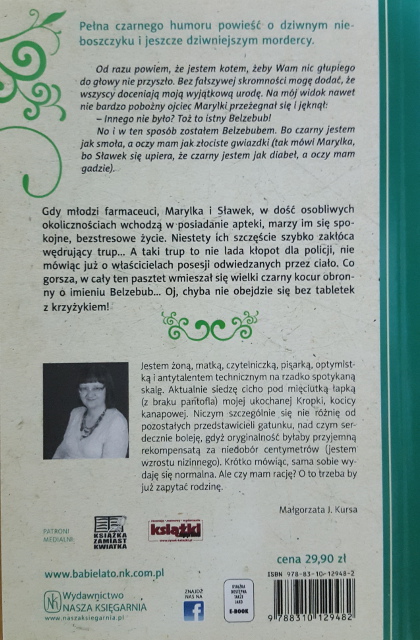 Pełna czarnego humoru powieść o dziwnym nie-
boszczyku i jeszcze dziwniejszym mordercy.
Od razu powiem, że jestem kotem, żeby Wam nic głupiego
do głowy nie przyszło. Bez fałszywej skromności mogę dodać, że
wszyscy doceniają moją wyjątkową urodę. Na mój widok nawet
nie bardzo pobożny ojciec Marylki przeżegnał się i jęknął:
– Innego nie było? Toż to istny Belzebub!
No i w ten sposób zostałem Belzebubem. Bo czarny jestem
jak smoła, a oczy mam jak złociste gwiazdki (tak mówi Marylka,
bo Sławek się upiera, że czarny jestem jak diabeł, a oczy mam
gadzie).
Gdy młodzi farmaceuci, Marylka i Sławek, w dość osobliwych
okolicznościach wchodzą w posiadanie apteki, marzy im się spo-
kojne, bezstresowe życie. Niestety ich szczęście szybko zakłóca
wędrujący trup... A taki trup to nie lada kłopot dla policji, nie
mówiąc już o właścicielach posesji odwiedzanych przez ciało. Co
gorsza, w cały ten pasztet wmieszał się wielki czarny kocur obron-
ny o imieniu Belzebub... Oj, chyba nie obejdzie się bez tabletek
z krzyżykiem!
Jestem żoną, matką, czytelniczką, pisarką, optymist-
ką i antytalentem technicznym na rzadko spotykaną
skalę. Aktualnie siedzę cicho pod mięciutką łapką
(z braku pantofla) mojej ukochanej Kropki, kocicy
kanapowej. Niczym szczególnie się nie różnię od
pozostałych przedstawicieli gatunku, nad czym ser-
decznie boleję, gdyż oryginalność byłaby przyjemną
rekompensatą za niedobór centymetrów (jestem
wzrostu nizinnego). Krótko mówiąc, sama sobie wy-
daję się normalna. Ale czy mam rację? O to trzeba by
już zapytać rodzinę.
Małgorzata J. Kursa
PATRONI
MEDIALNI:
KSIĄŻKA
ZAMIAST
KWIATKA
książki
cena 29,90 zł
www.babielato.nk.com.pl
ISBN 978-83-10-12948-2
Wydawnictwo
NASZA KSIĘGARNIA
www.naszaksiegarnia.pl
ZNAJDŹ
NAS NA
f
KSIĄŻKA
DOSTĘPNA
TAKŻE
JAKO
E-BOOK
9 788310 129482